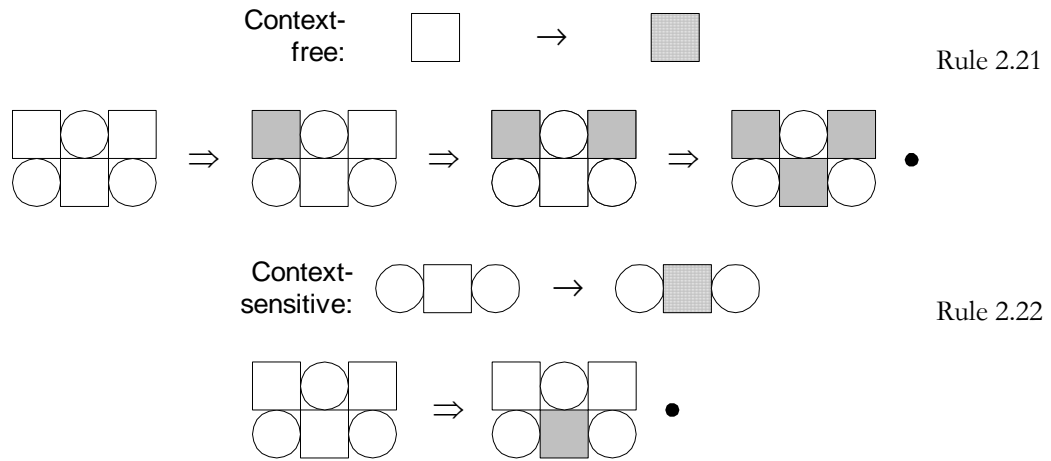 Context-
free:
→
Rule 2.21
⇒ ⇒ ⇒
Context-
sensitive:
→
Rule 2.22
⇒